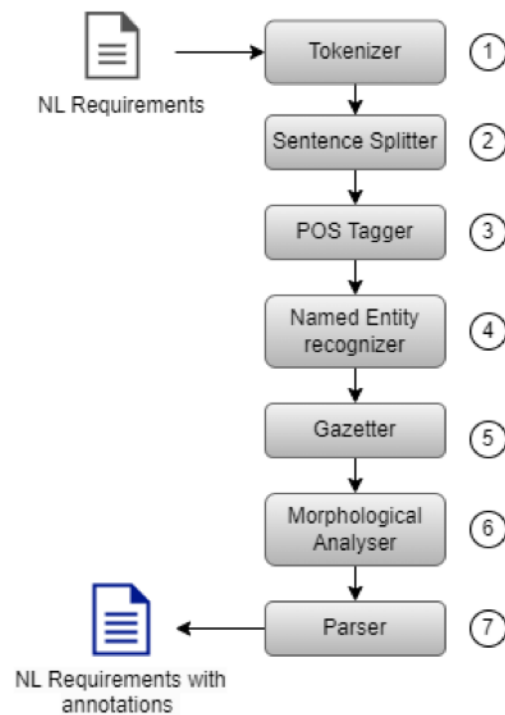 NL Requirements
Tokenizer
1
Sentence Splitter
2
POS Tagger
3
Named Entity
recognizer
4
Gazetter
5
Morphological
Analyser
6
Parser
7
NL Requirements with
annotations